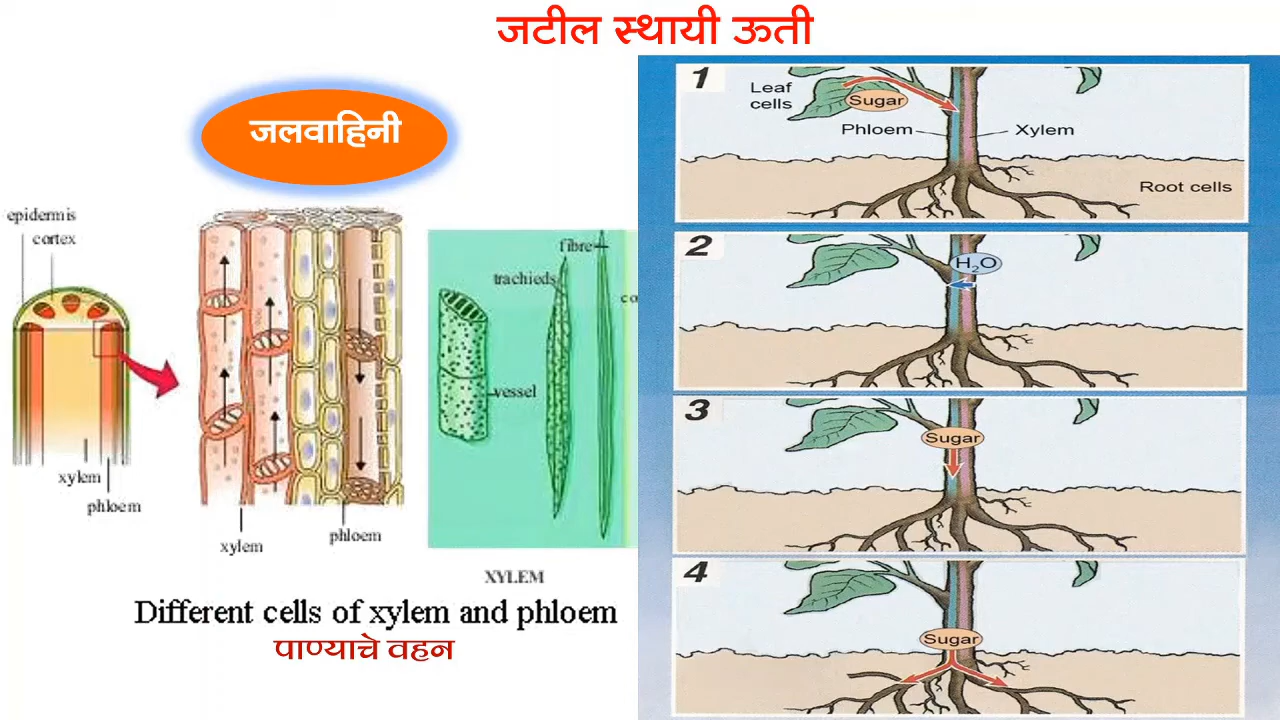 जटील स्थायी ऊती
जलवाहिनी
epidermis
cortex
xylem
phloem
xylem
phloem
fibre
trachieds
vessel
co
XYLEM
Different cells of xylem and phloem
पाण्याचे वहन
1
Leaf
cells
Sugar
Phloem
Xylem
Root cells
2
H₂O
3
Sugar
4
Sugar